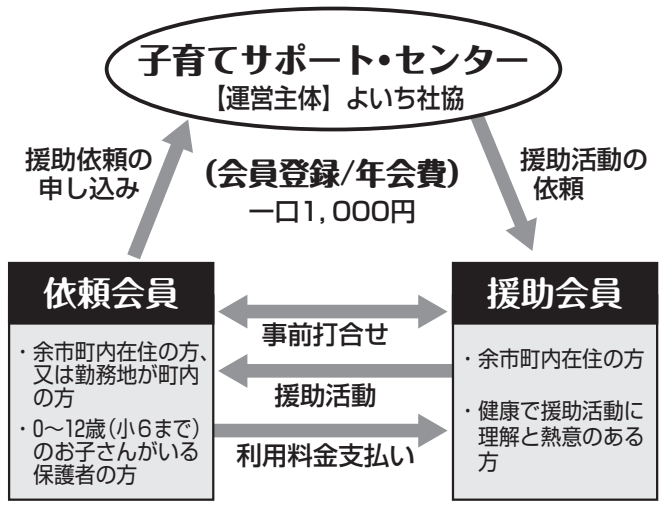 子育てサポート・センター
【運営主体】よいち社協
援助依頼の
申し込み
(会員登録/年会費)
一口1,000円
援助活動の
依頼
依頼会員
・余市町内在住の方、
又は勤務地が町内
の方
・0～12歳(小6まで)
のお子さんがいる
保護者の方
事前打合せ
援助活動
利用料金支払い
援助会員
・余市町内在住の方
・健康で援助活動に
理解と熱意のある
方